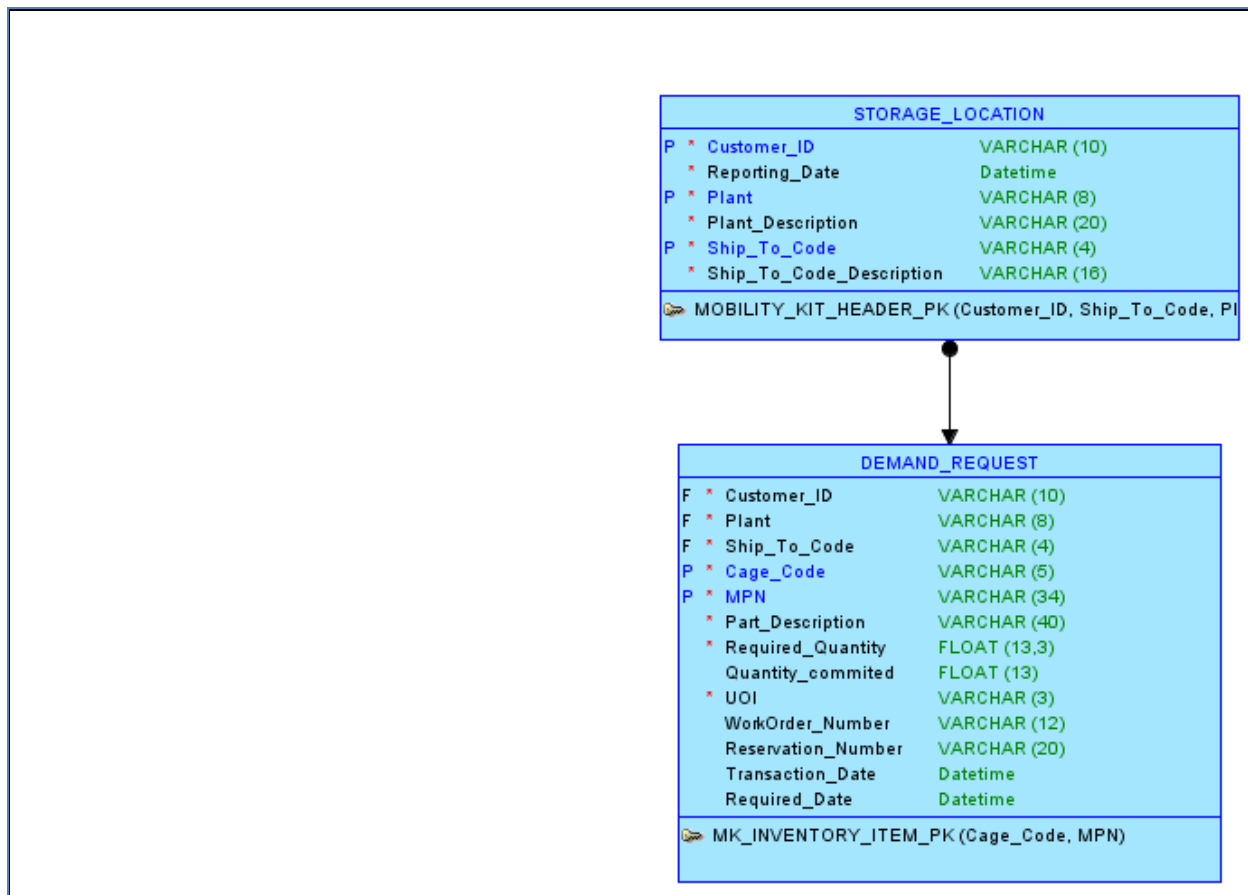 STORAGE_LOCATION
P * Customer_ID VARCHAR (10)
* Reporting_Date Datetime
P * Plant VARCHAR (8)
* Plant_Description VARCHAR (20)
P * Ship_To_Code VARCHAR (4)
* Ship_To_Code_Description VARCHAR (16)
MOBILITY_KIT_HEADER_PK (Customer_ID, Ship_To_Code, Pl
DEMAND_REQUEST
F * Customer_ID VARCHAR (10)
F * Plant VARCHAR (8)
F * Ship_To_Code VARCHAR (4)
P * Cage_Code VARCHAR (5)
P * MPN VARCHAR (34)
* Part_Description VARCHAR (40)
* Required_Quantity FLOAT (13,3)
Quantity_commited FLOAT (13)
* UOI VARCHAR (3)
WorkOrder_Number VARCHAR (12)
Reservation_Number VARCHAR (20)
Transaction_Date Datetime
Required_Date Datetime
MK_INVENTORY_ITEM_PK (Cage_Code, MPN)